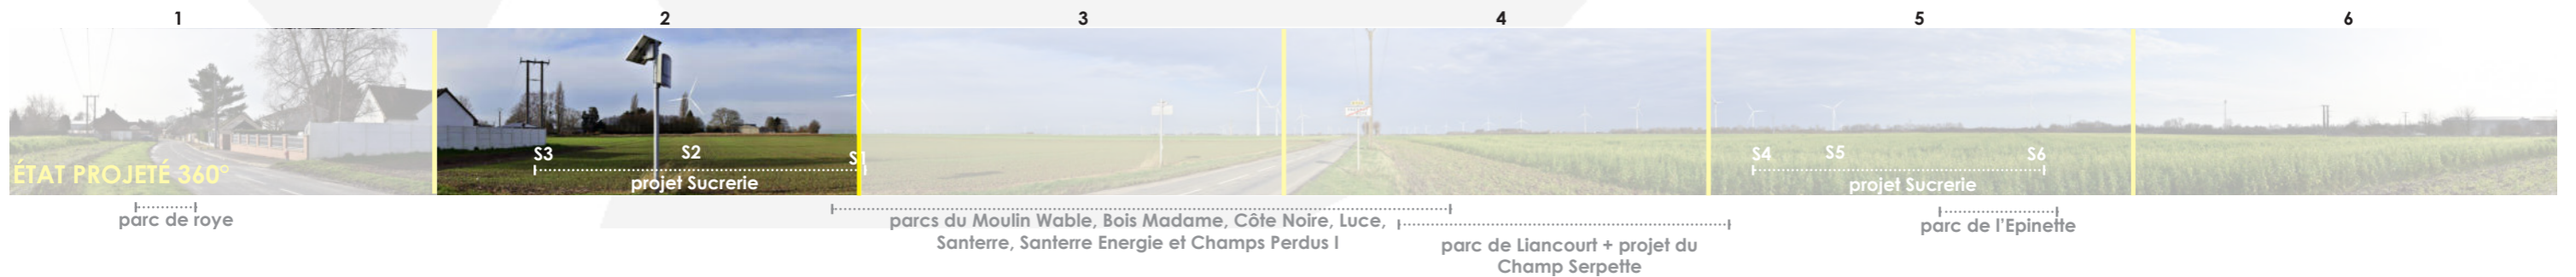 1 2 3 4 5 6
S3 S2 S1 S4 S5 S6
ÉTAT PROJETÉ 360°
projet Sucrerie projet Sucrerie
parc de roye
parcs du Moulin Wable, Bois Madame, Côte Noire, Luce,
Santerre, Santerre Energie et Champs Perdus I
parc de Liancourt + projet du
Champ Serpette
parc de l'Epinette